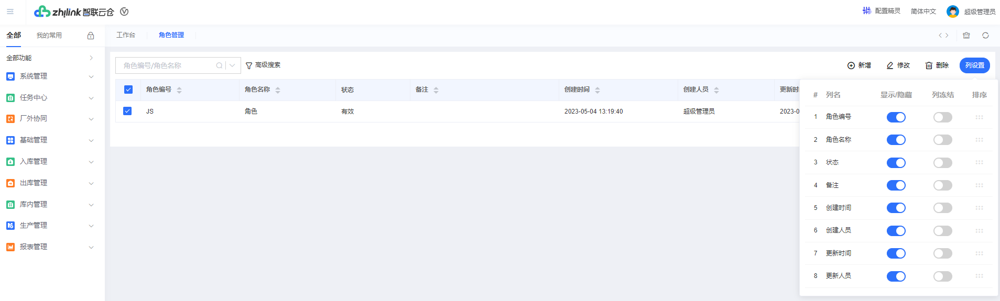 zhilink 智联云仓
配置精灵 简体中文 超级管理员
全部 我的常用
工作台 角色管理
全部功能
系统管理
任务中心
厂外协同
基础管理
入库管理
出库管理
库内管理
生产管理
报表管理
角色编号/角色名称 高级搜索
新增 修改 删除 列设置
角色编号 角色名称 状态 备注 创建时间 创建人员 更新时
JS 角色 有效 2023-05-04 13:19:40 超级管理员 2023-0
# 列名 显示/隐藏 列冻结 排序
1 角色编号
2 角色名称
3 状态
4 备注
5 创建时间
6 创建人员
7 更新时间
8 更新人员